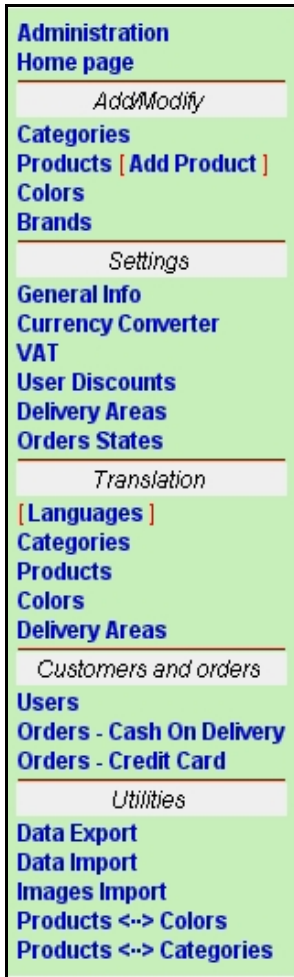 Administration
Home page
Add/Modify
Categories
Products [ Add Product ]
Colors
Brands
Settings
General Info
Currency Converter
VAT
User Discounts
Delivery Areas
Orders States
Translation
[ Languages ]
Categories
Products
Colors
Delivery Areas
Customers and orders
Users
Orders - Cash On Delivery
Orders - Credit Card
Utilities
Data Export
Data Import
Images Import
Products <--> Colors
Products <--> Categories